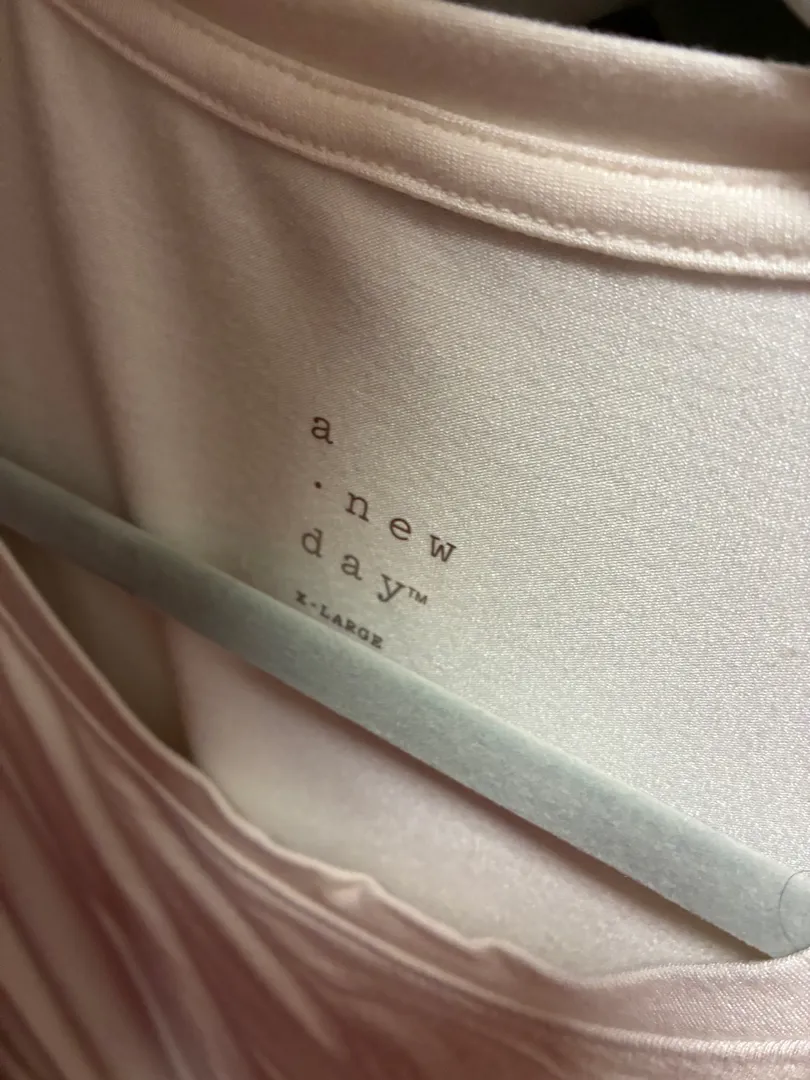 a
· new
day™
X-LARGE